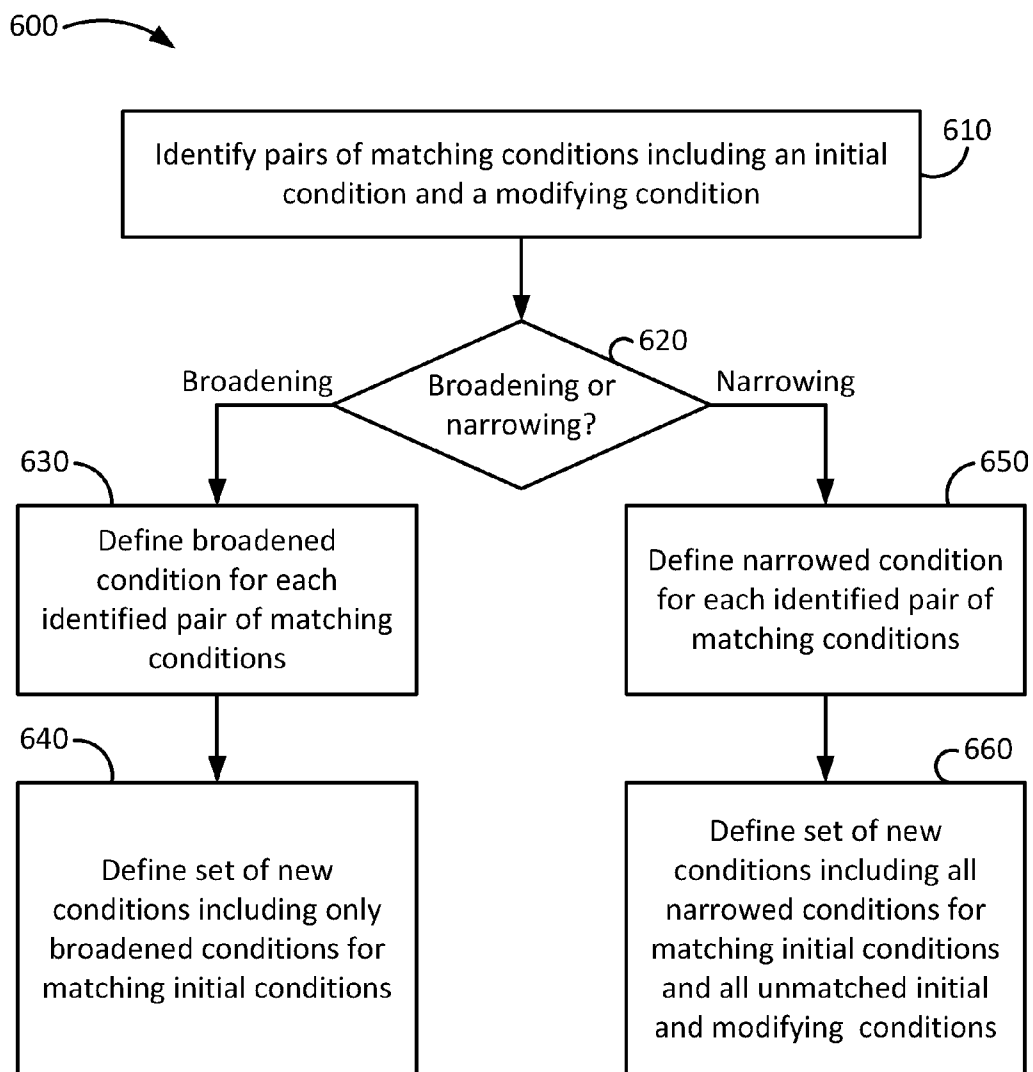 600
610
Identify pairs of matching conditions including an initial
condition and a modifying condition
620
Broadening
Broadening or
narrowing?
Narrowing
630
Define broadened
condition for each
identified pair of matching
conditions
650
Define narrowed condition
for each identified pair of
matching conditions
640
Define set of new
conditions including only
broadened conditions for
matching initial conditions
660
Define set of new
conditions including all
narrowed conditions for
matching initial conditions
and all unmatched initial
and modifying conditions